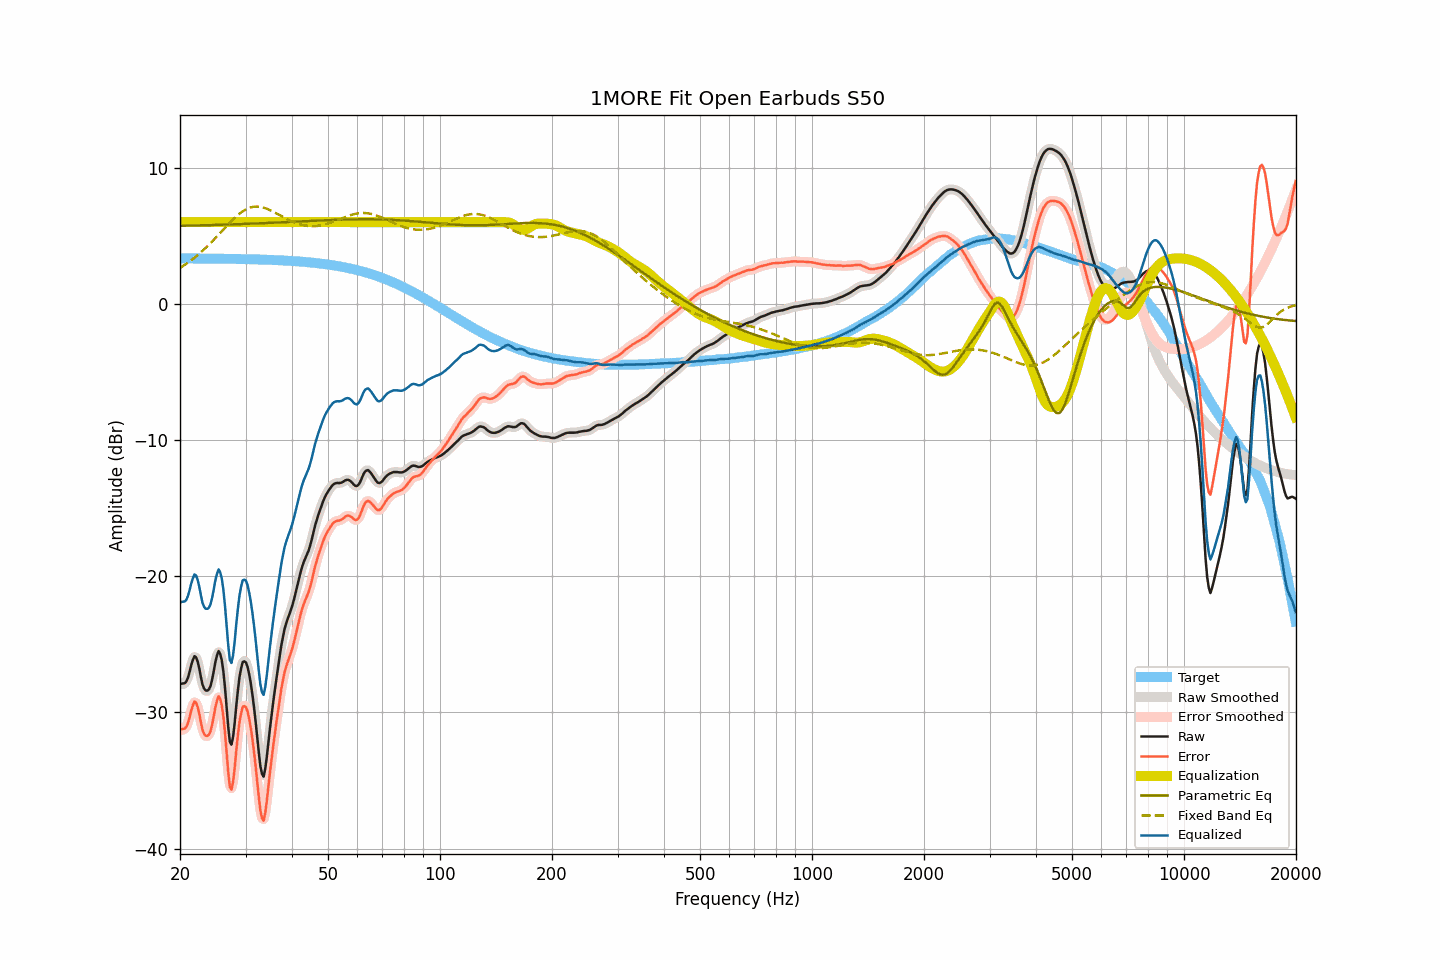 1MORE Fit Open Earbuds S50
10
0
−10
−20
−30
−40
Amplitude (dBr)
20 50 100 200 500 1000 2000 5000 10000 20000
Frequency (Hz)
Target
Raw Smoothed
Error Smoothed
Raw
Error
Equalization
Parametric Eq
Fixed Band Eq
Equalized